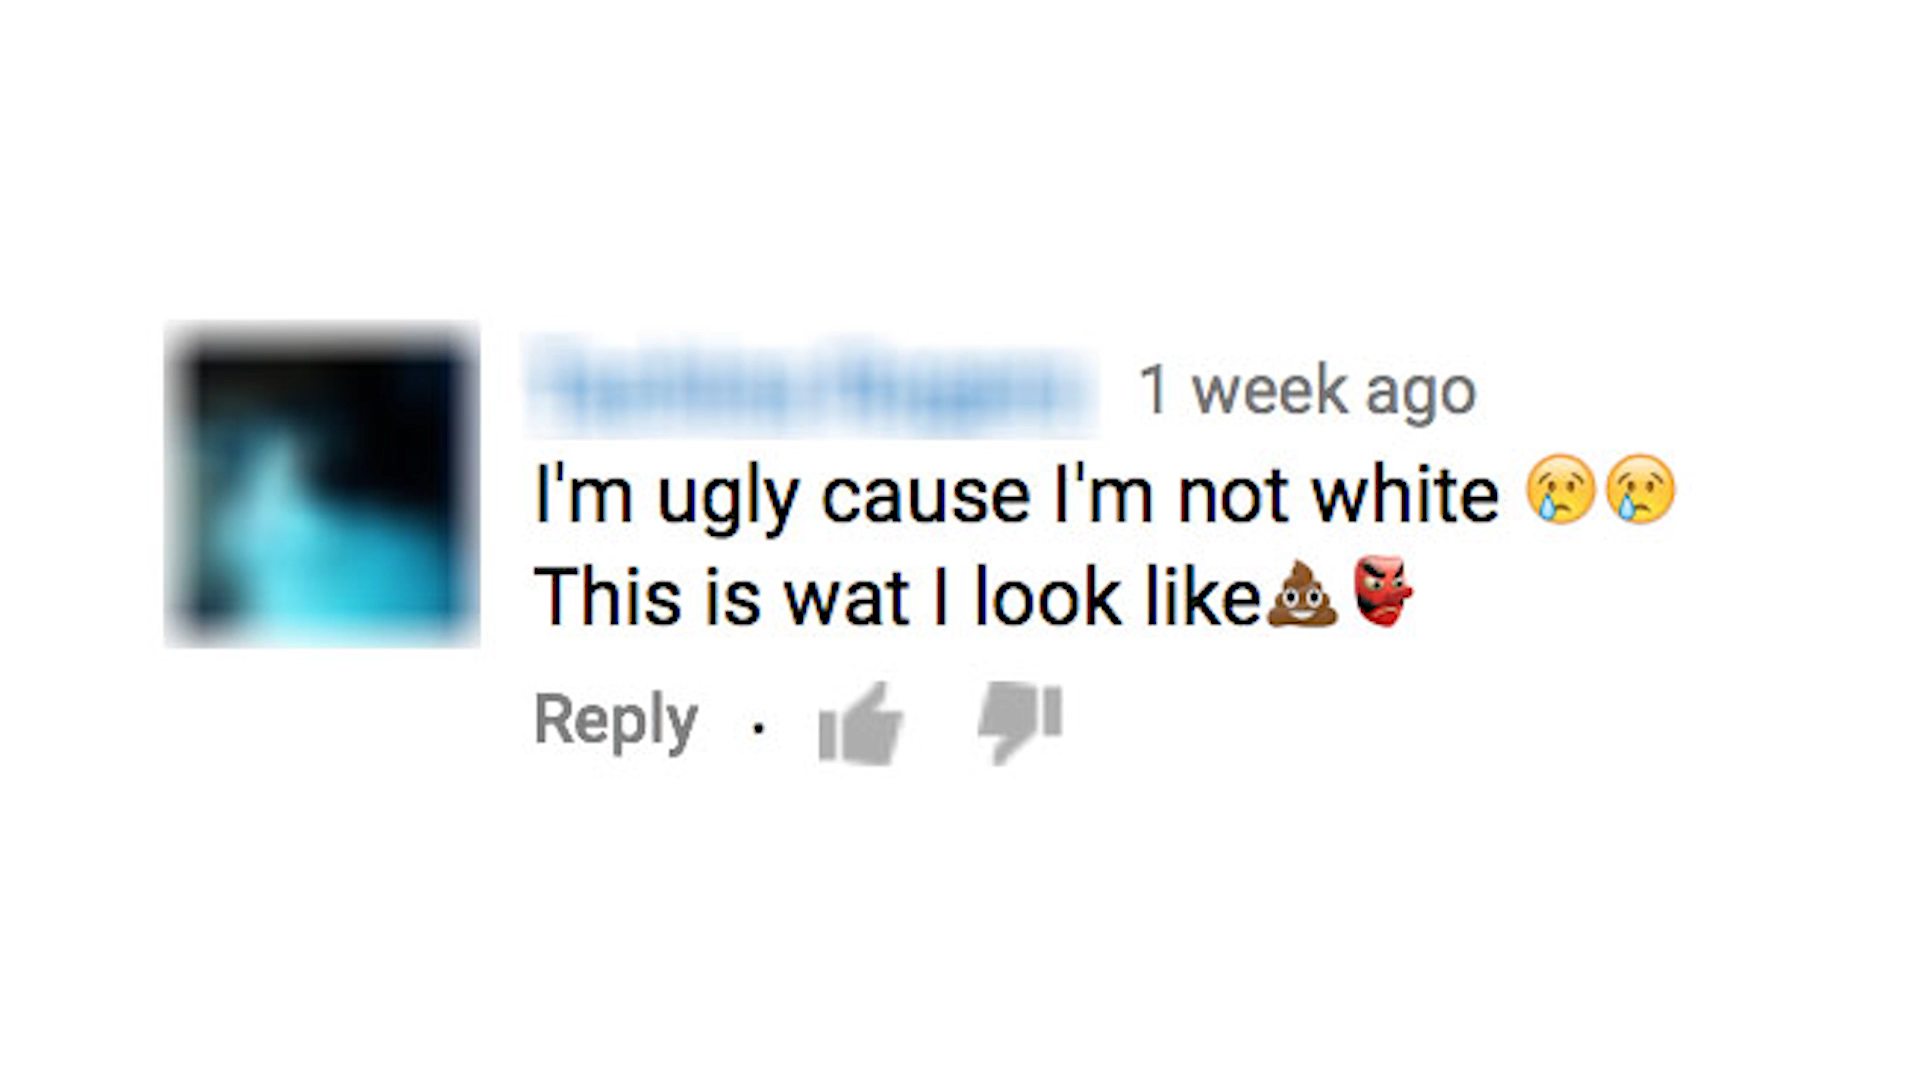 1 week ago
I'm ugly cause I'm not white 😢😢
This is wat I look like💩👺
Reply ·